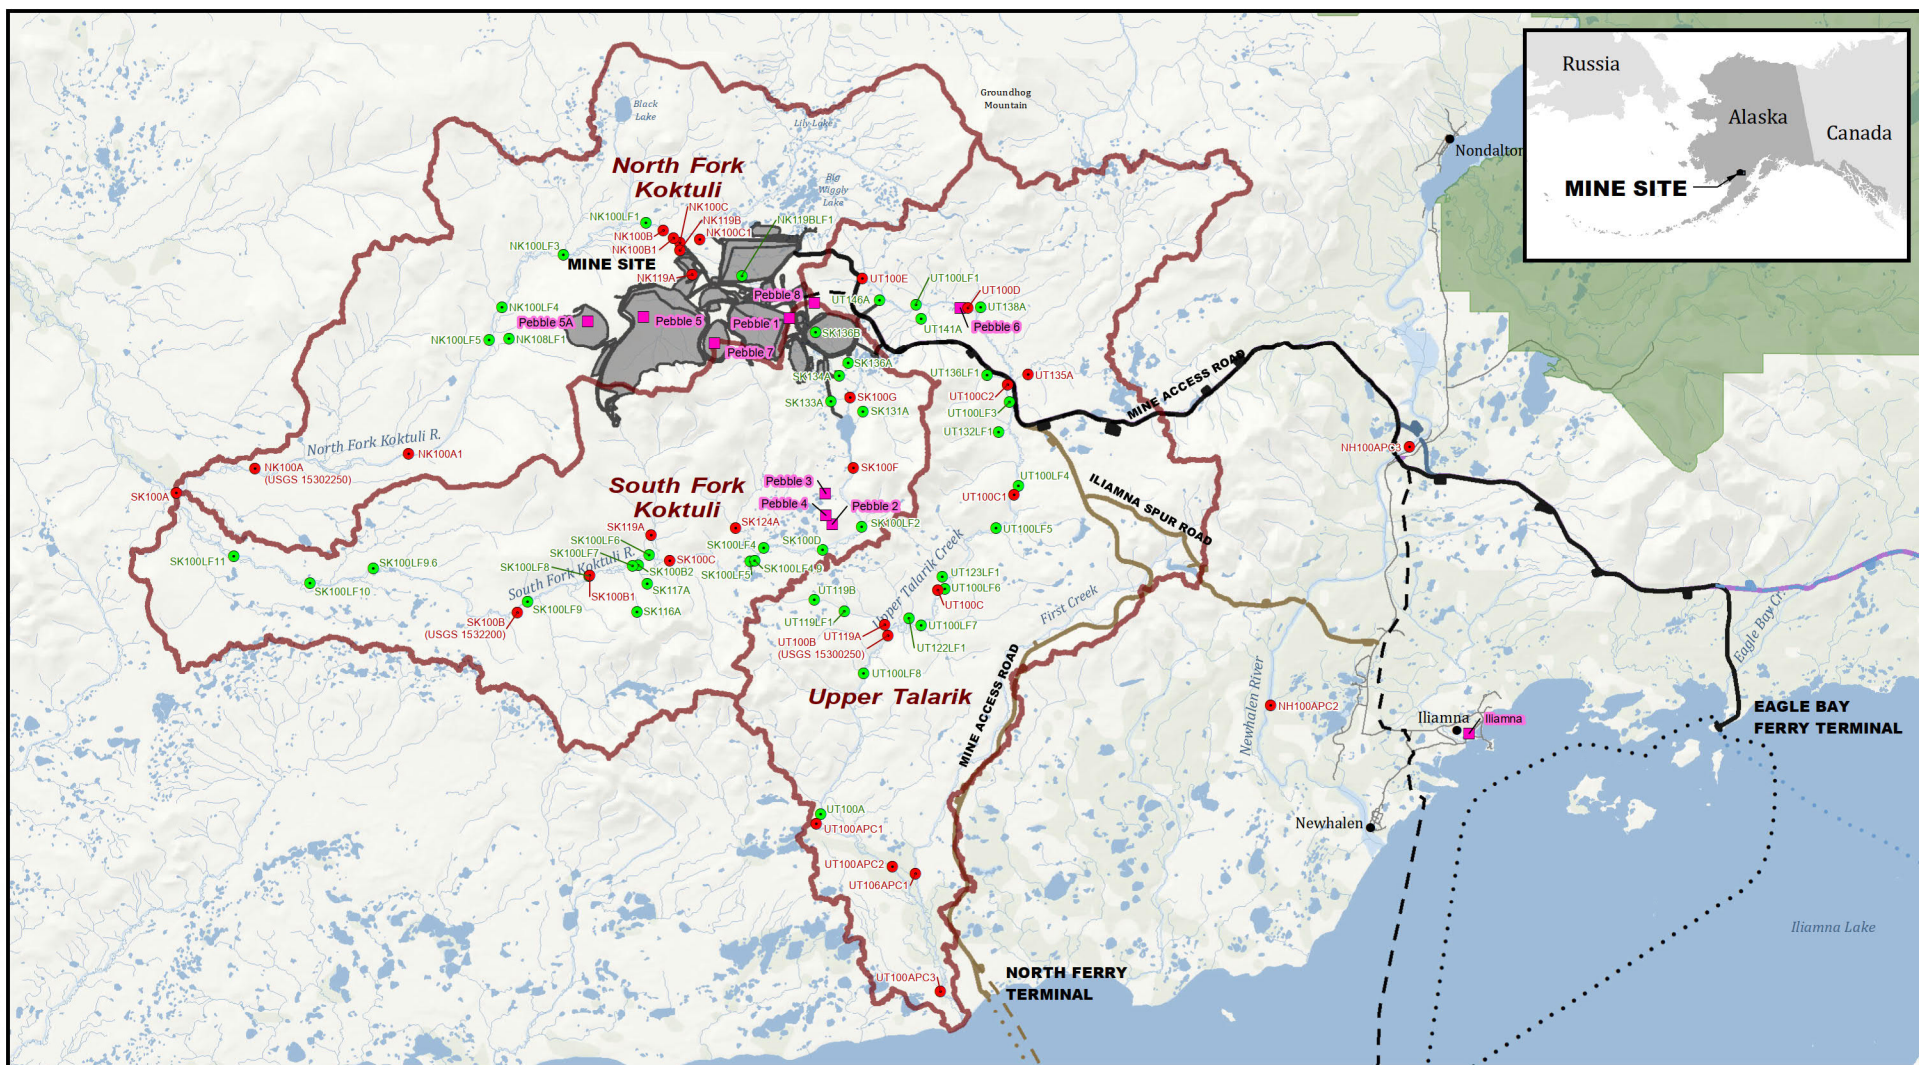 Russia
Alaska
Canada
MINE SITE
Groundhog
Mountain
Black
Lake
Lily Lake
Nondalton
North Fork
Koktuli
Big
Wiggly
Lake
NK100C
NK100LF1
NK119B
NK119BLF1
NK100B
NK100C1
NK100LF3
NK100B1
MINE SITE
NK119A
UT100E
UT100LF1
Pebble 8
UT146A
UT100D
NK100LF4
UT138A
Pebble 5A
Pebble 5
Pebble 1
UT141A
Pebble 6
NK100LF5
NK108LF1
SK136B
Pebble 7
SK136A
MINE ACCESS ROAD
SK134A
UT136LF1
UT135A
SK133A
SK100G
UT100C2
SK131A
UT100LF3
UT132LF1
North Fork Koktuli R.
NK100A1
NH100APC3
NK100A
(USGS 15302250)
SK100F
SK100A
South Fork
Koktuli
Pebble 3
UT100LF4
ILIAMNA SPUR ROAD
UT100C1
Pebble 4
Pebble 2
SK119A
SK124A
SK100LF2
UT100LF5
SK100LF6
SK100LF4
SK100D
SK100LF11
SK100LF9.6
SK100LF7
South Fork Koktuli R.
SK100C
SK100LF8
SK100B2
SK100LF5
SK100LF4.9
Upper Talarik Creek
UT123LF1
SK100LF10
SK100B1
SK117A
UT119B
UT100LF6
SK100LF9
UT100C
First Creek
SK116A
UT119LF1
SK100B
(USGS 1532200)
UT119A
UT100LF7
UT100B
(USGS 15300250)
UT122LF1
UT100LF8
Eagle Bay Cr.
Upper Talarik
MINE ACCESS ROAD
Newhalen River
NH100APC2
Iliamna
Iliamna
EAGLE BAY
FERRY TERMINAL
UT100A
UT100APC1
Newhalen
UT100APC2
UT106APC1
Iliamna Lake
UT100APC3
NORTH FERRY
TERMINAL